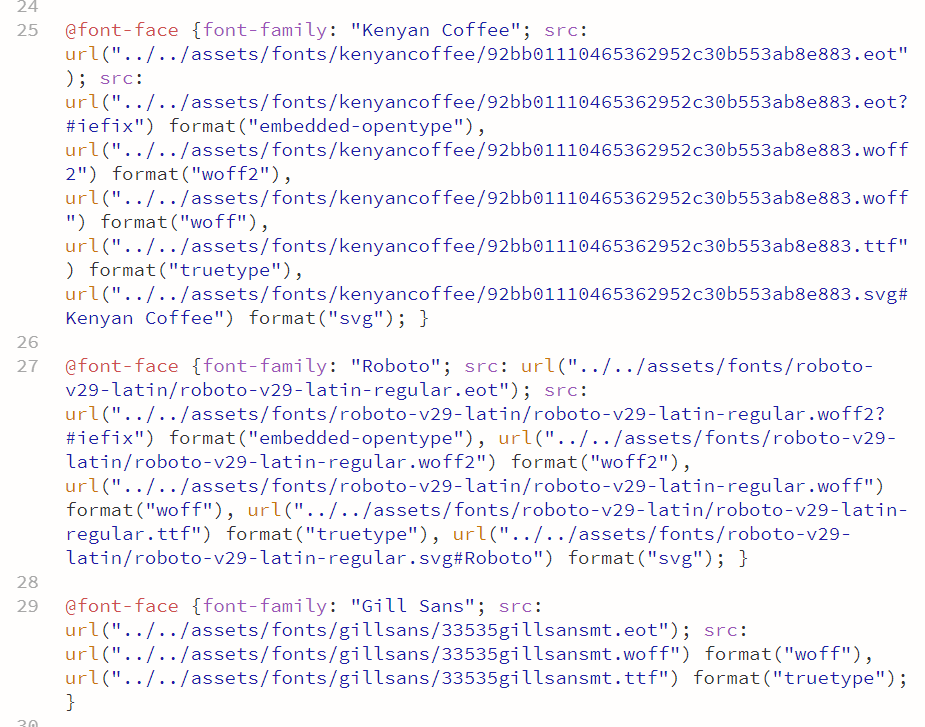 24
25 @font-face {font-family: "Kenyan Coffee"; src:
url("../../assets/fonts/kenyancoffee/92bb01110465362952c30b553ab8e883.eot"
); src:
url("../../assets/fonts/kenyancoffee/92bb01110465362952c30b553ab8e883.eot?
#iefix") format("embedded-opentype"),
url("../../assets/fonts/kenyancoffee/92bb01110465362952c30b553ab8e883.woff
2") format("woff2"),
url("../../assets/fonts/kenyancoffee/92bb01110465362952c30b553ab8e883.woff
") format("woff"),
url("../../assets/fonts/kenyancoffee/92bb01110465362952c30b553ab8e883.ttf"
) format("truetype"),
url("../../assets/fonts/kenyancoffee/92bb01110465362952c30b553ab8e883.svg#
Kenyan Coffee") format("svg"); }
26
27 @font-face {font-family: "Roboto"; src: url("../../assets/fonts/roboto-
v29-latin/roboto-v29-latin-regular.eot"); src:
url("../../assets/fonts/roboto-v29-latin/roboto-v29-latin-regular.woff2?
#iefix") format("embedded-opentype"), url("../../assets/fonts/roboto-v29-
latin/roboto-v29-latin-regular.woff2") format("woff2"),
url("../../assets/fonts/roboto-v29-latin/roboto-v29-latin-regular.woff")
format("woff"), url("../../assets/fonts/roboto-v29-latin/roboto-v29-latin-
regular.ttf") format("truetype"), url("../../assets/fonts/roboto-v29-
latin/roboto-v29-latin-regular.svg#Roboto") format("svg"); }
28
29 @font-face {font-family: "Gill Sans"; src:
url("../../assets/fonts/gillsans/33535gillsansmt.eot"); src:
url("../../assets/fonts/gillsans/33535gillsansmt.woff") format("woff"),
url("../../assets/fonts/gillsans/33535gillsansmt.ttf") format("truetype");
}
30